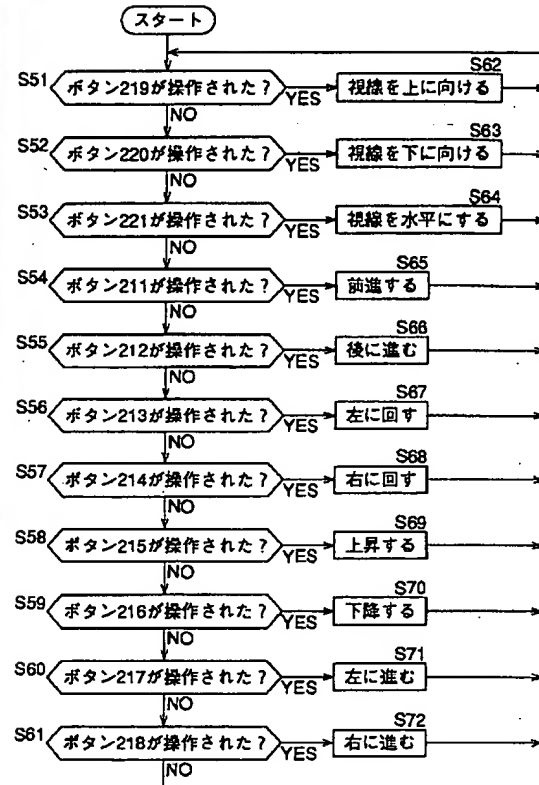 スタート
S62
S51 ボタン219が操作された? YES 視線を上に向ける
NO
S63
S52 ボタン220が操作された? YES 視線を下に向ける
NO
S64
S53 ボタン221が操作された? YES 視線を水平にする
NO
S65
S54 ボタン211が操作された? YES 前進する
NO
S66
S55 ボタン212が操作された? YES 後に進む
NO
S67
S56 ボタン213が操作された? YES 左に回す
NO
S68
S57 ボタン214が操作された? YES 右に回す
NO
S69
S58 ボタン215が操作された? YES 上昇する
NO
S70
S59 ボタン216が操作された? YES 下降する
NO
S71
S60 ボタン217が操作された? YES 左に進む
NO
S72
S61 ボタン218が操作された? YES 右に進む
NO